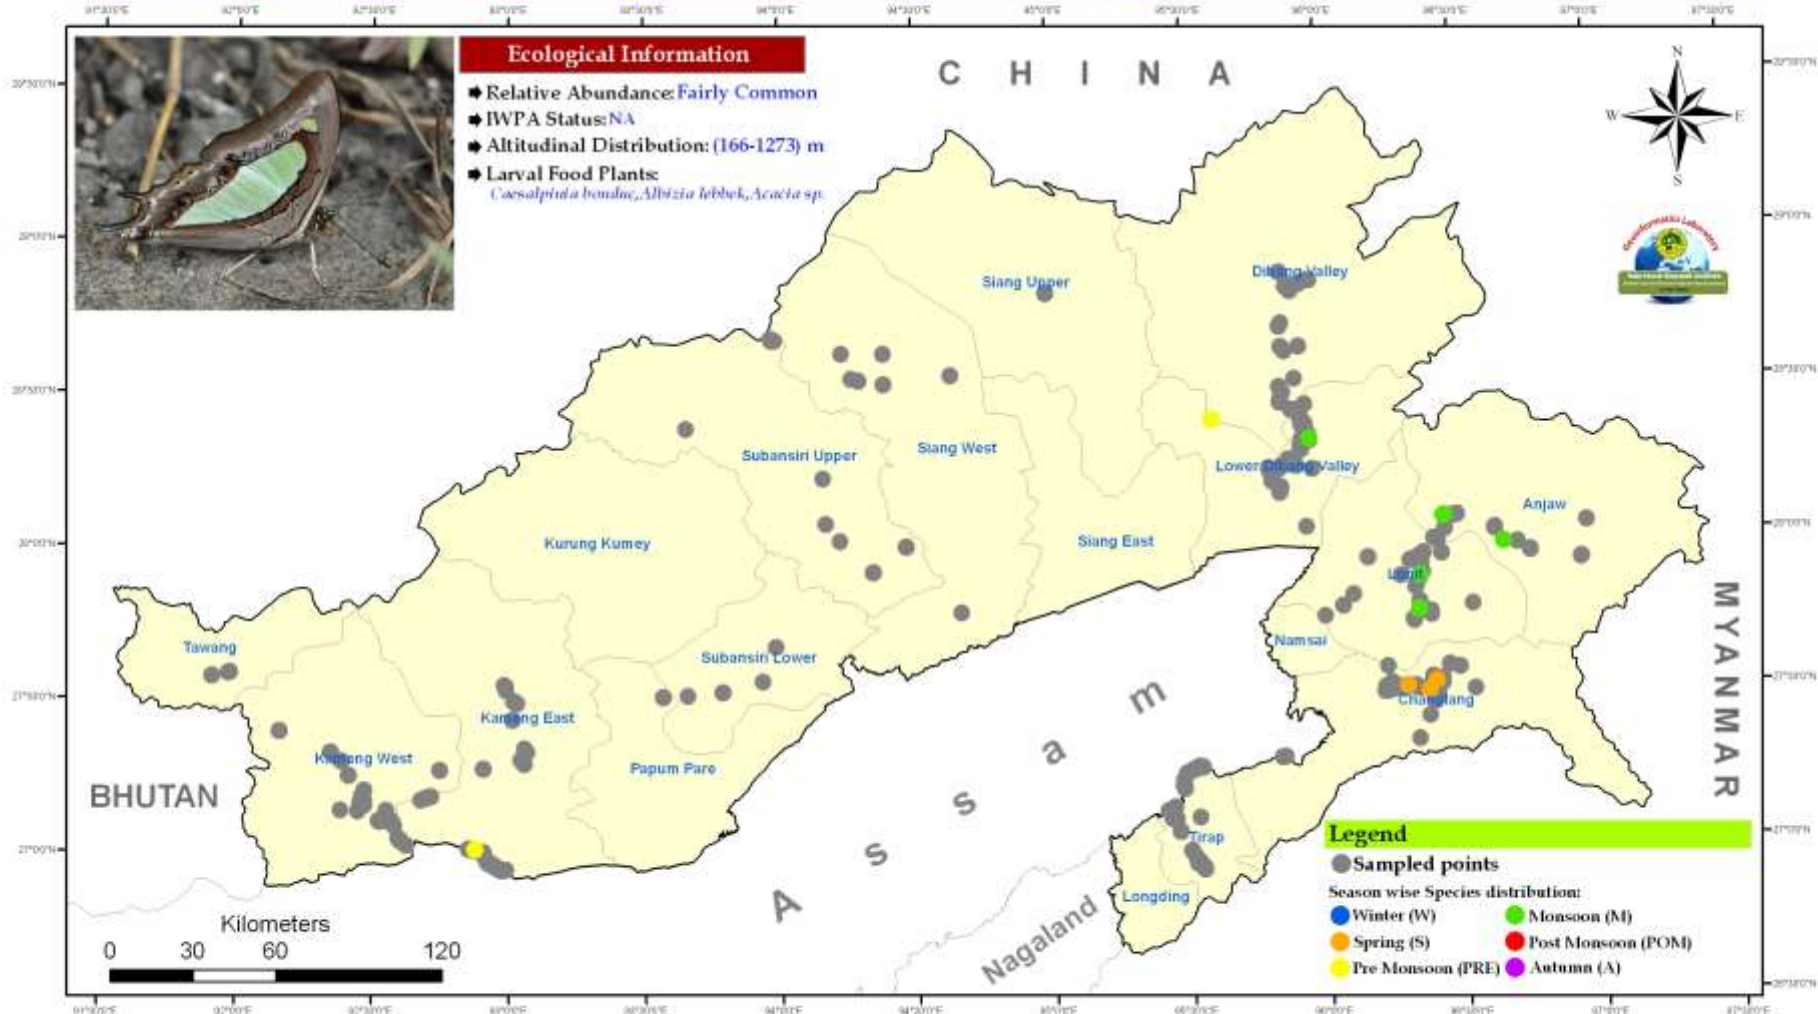 Ecological Information
Relative Abundance: Fairly Common
IWPA Status: NA
Altitudinal Distribution: (166-1273) m
Larval Food Plants:
Caesalpinia bonduc, Albizia lebbek, Acacia sp.
C H I N A
N
W E
S
Geoinformatics Laboratory
Siang Upper
Dibang Valley
Subansiri Upper
Siang West
Lower Dibang Valley
Anjaw
Kurung Kumey
Siang East
Lohit
Namsai
Tawang
Subansiri Lower
Changlang
Kameng East
Kameng West
Papum Pare
Tirap
Longding
BHUTAN
MYANMAR
Assam
Nagaland
Kilometers
0 30 60 120
Legend
Sampled points
Season wise Species distribution:
Winter (W) Monsoon (M)
Spring (S) Post Monsoon (POM)
Pre Monsoon (PRE) Autumn (A)